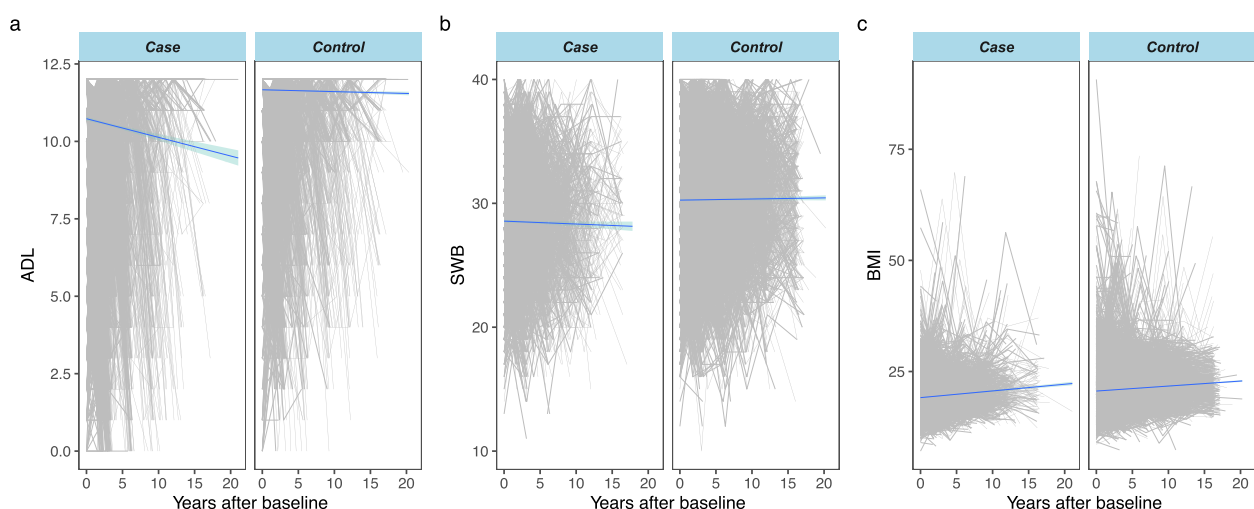 a
Case
Control
ADL
12.5
10.0
7.5
5.0
2.5
0.0
0 5 10 15 20
0 5 10 15 20
Years after baseline
b
Case
Control
SWB
40
30
20
10
0 5 10 15 20
0 5 10 15 20
Years after baseline
c
Case
Control
BMI
75
50
25
0 5 10 15 20
0 5 10 15 20
Years after baseline